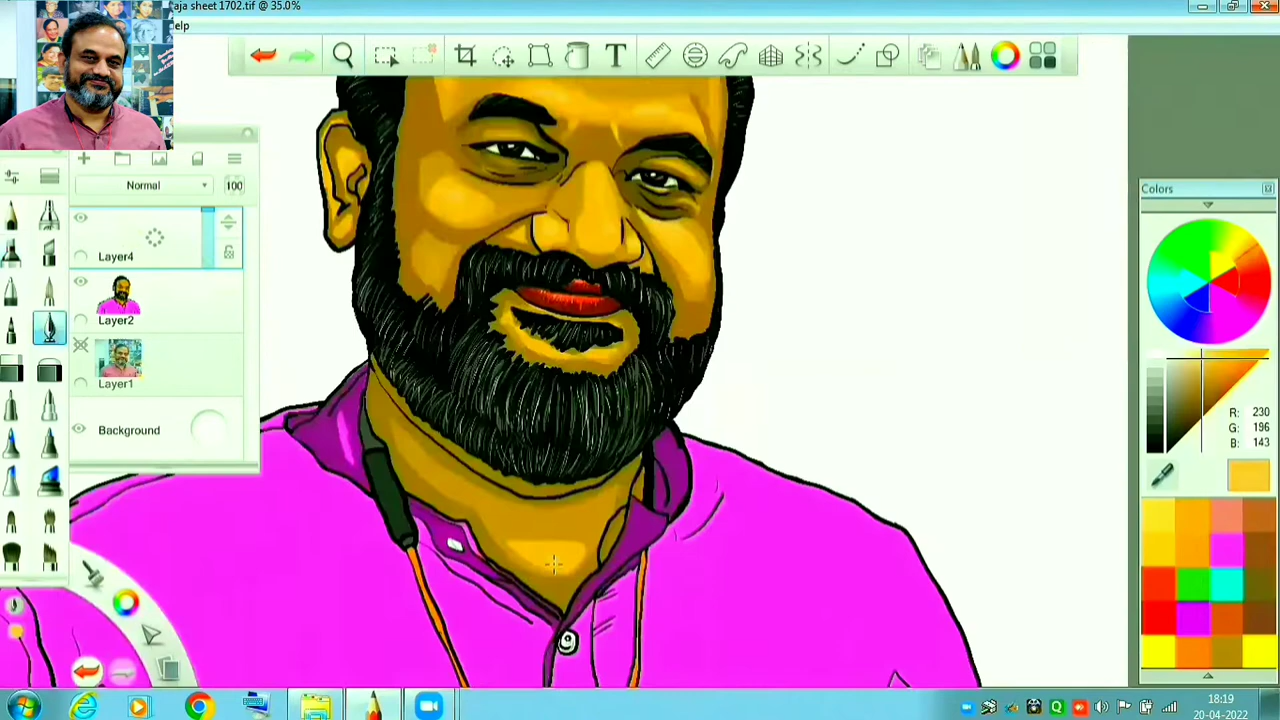 aja sheet 1702.tif @ 35.0%
elp
T
Colors
Normal
100
Layer4
Layer2
Layer1
Background
R: 230
G: 196
B: 143
18:19
20-04-2022